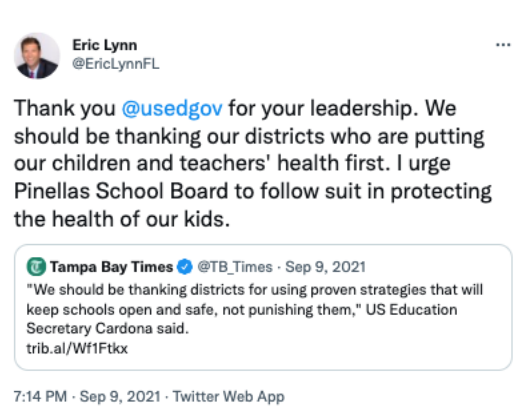 Eric Lynn
@EricLynnFL
Thank you @usedgov for your leadership. We
should be thanking our districts who are putting
our children and teachers' health first. I urge
Pinellas School Board to follow suit in protecting
the health of our kids.
Tampa Bay Times @TB_Times · Sep 9, 2021
"We should be thanking districts for using proven strategies that will
keep schools open and safe, not punishing them," US Education
Secretary Cardona said.
trib.al/Wf1Ftkx
7:14 PM · Sep 9, 2021 · Twitter Web App